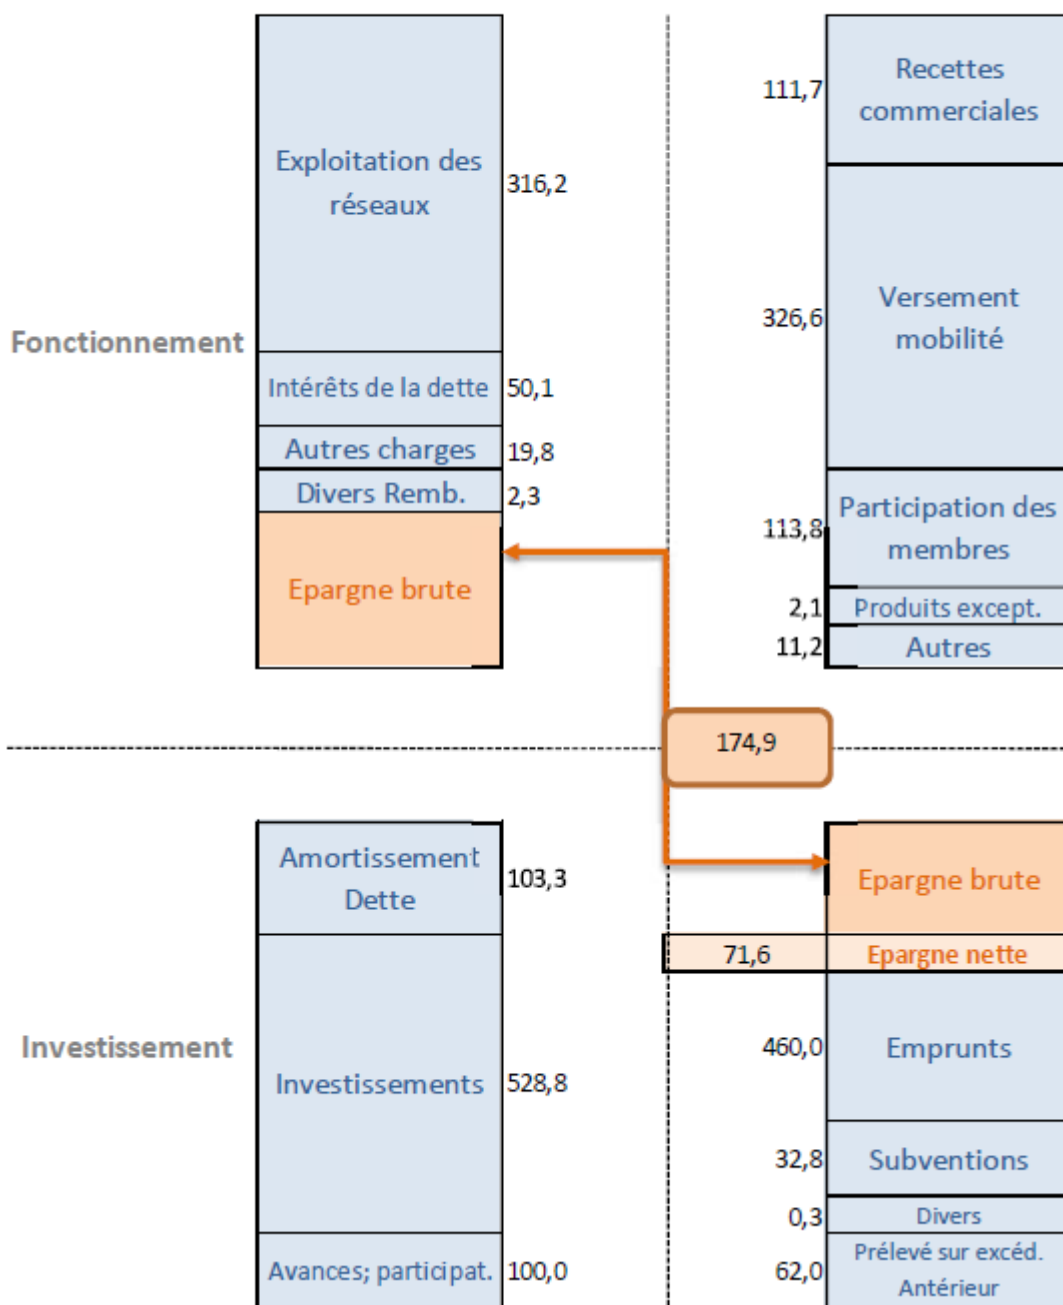 Fonctionnement
Exploitation des
réseaux
316,2
Intérêts de la dette
50,1
Autres charges
19,8
Divers Remb.
2,3
Epargne brute
111,7
Recettes
commerciales
326,6
Versement
mobilité
113,8
Participation des
membres
2,1
Produits except.
11,2
Autres
174,9
Investissement
Amortissement
Dette
103,3
Investissements
528,8
Avances; participat.
100,0
Epargne brute
71,6
Epargne nette
460,0
Emprunts
32,8
Subventions
0,3
Divers
62,0
Prélevé sur excéd.
Antérieur